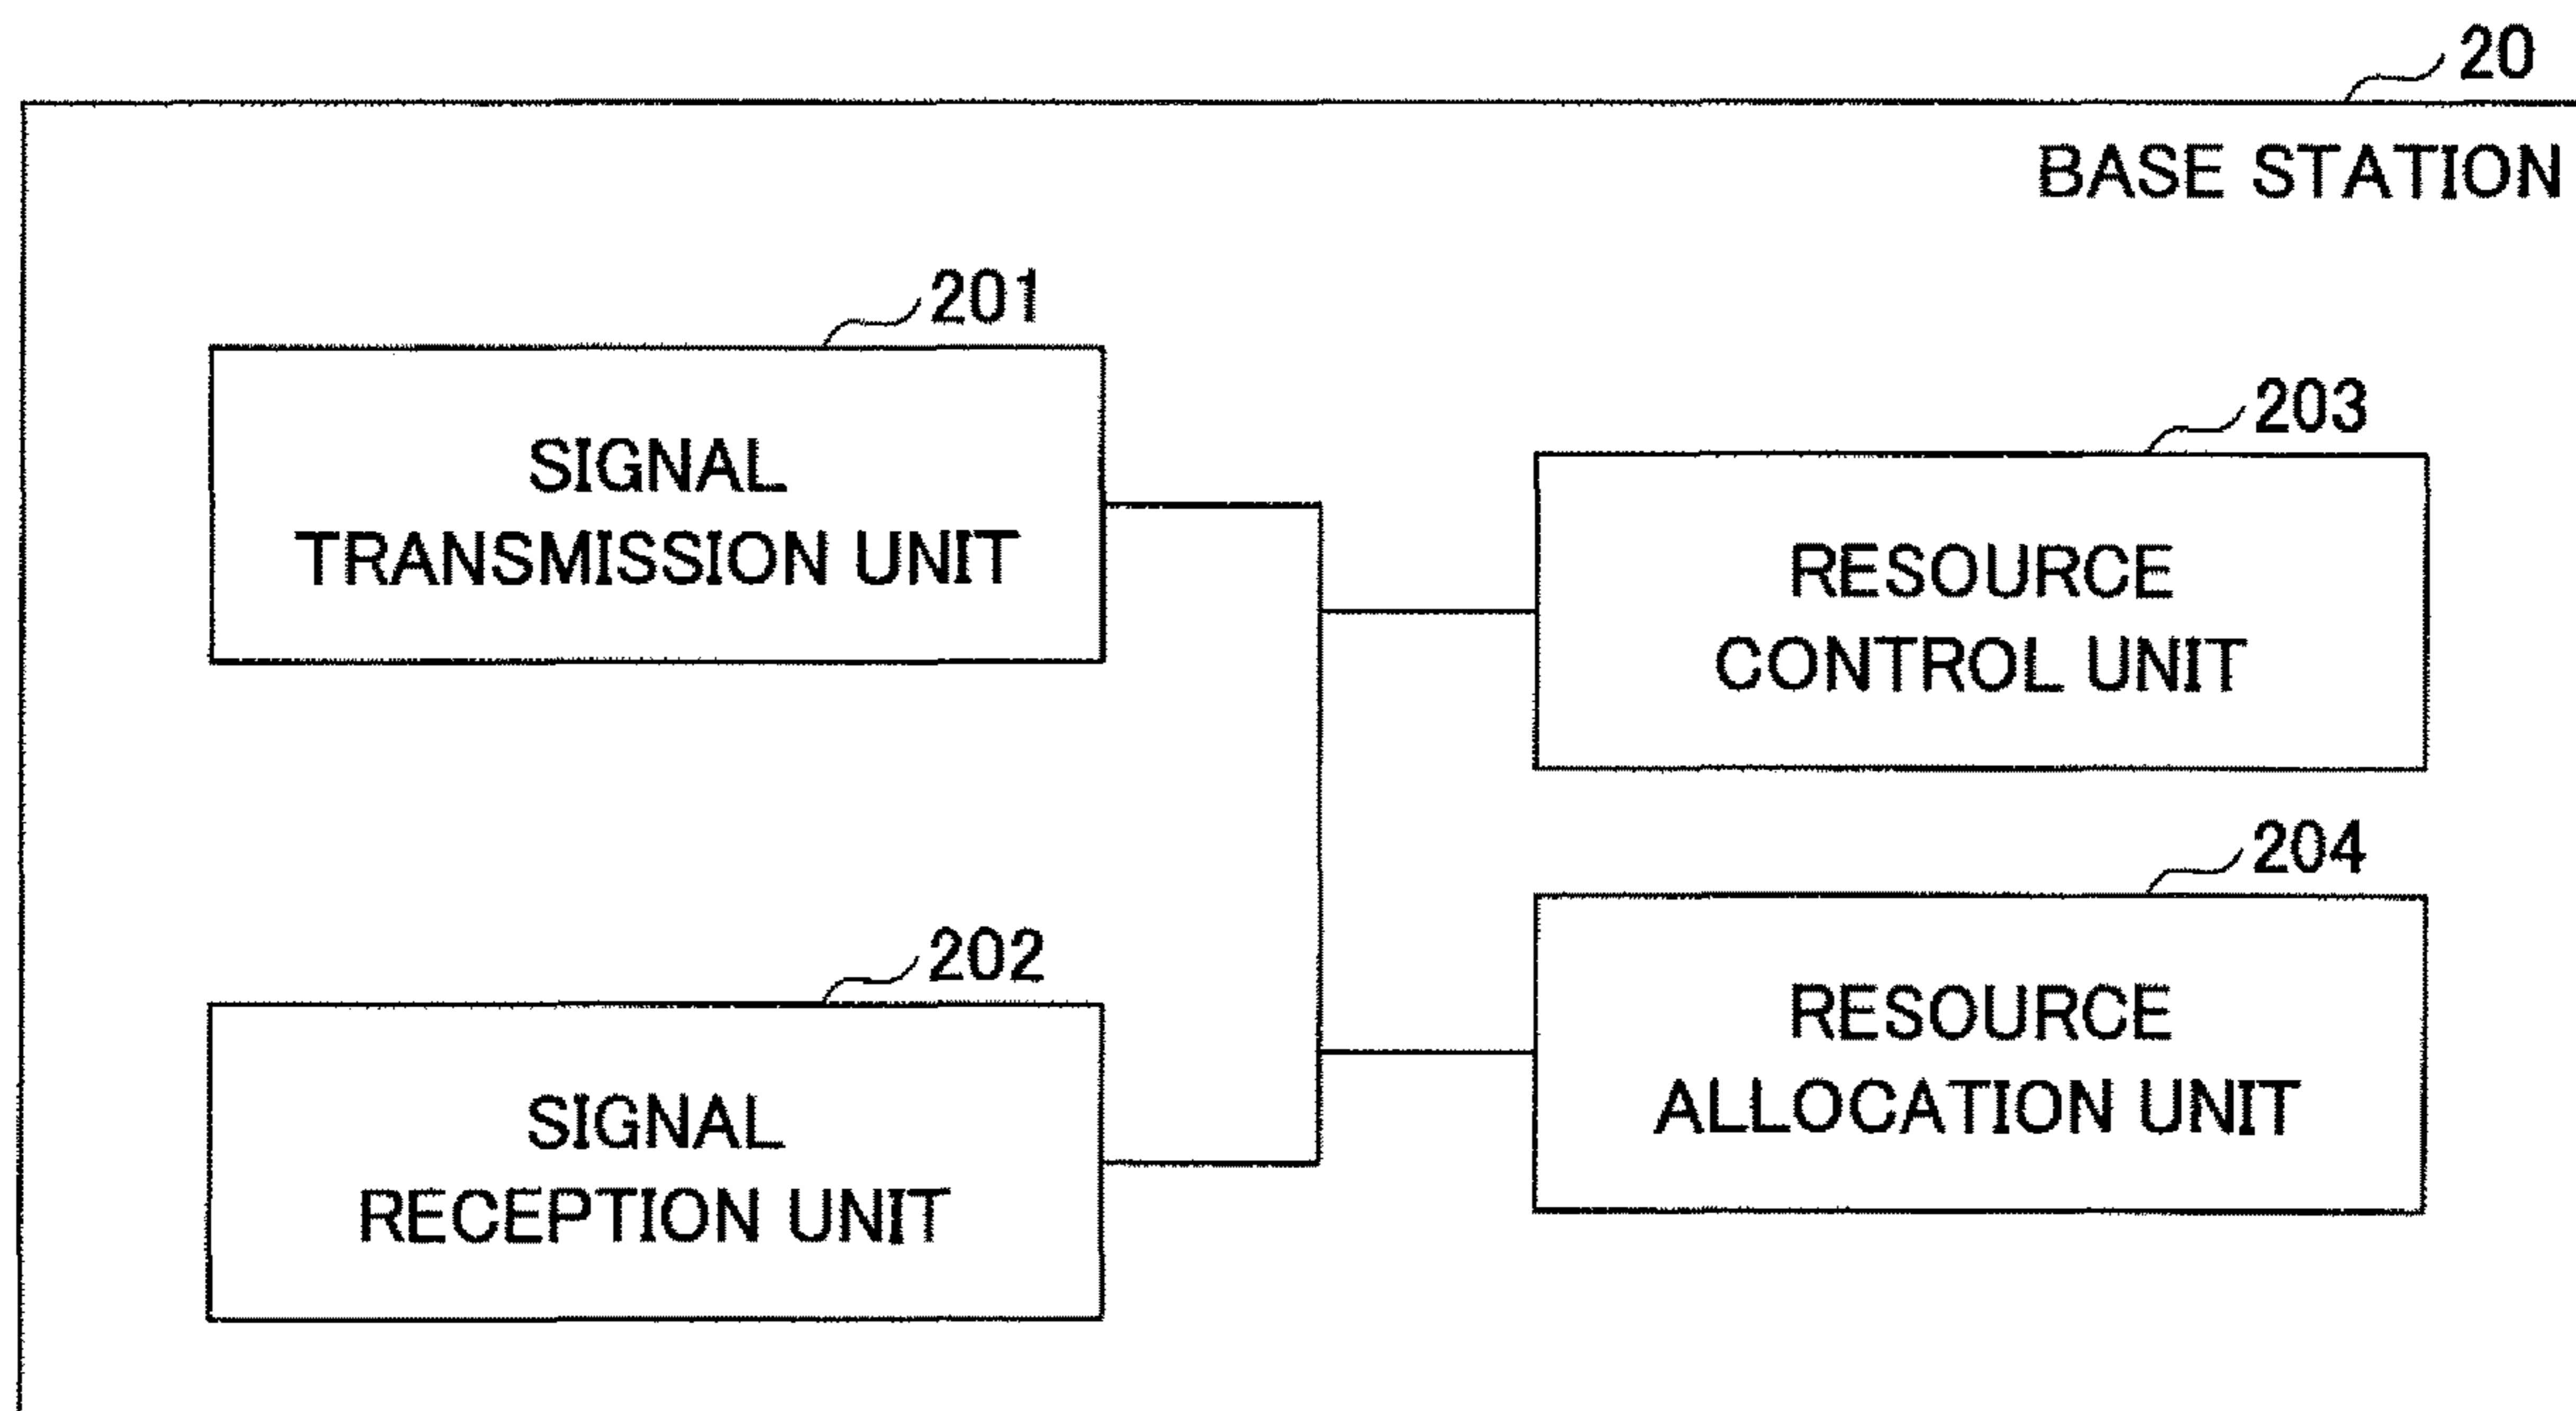 20
BASE STATION
201
SIGNAL
TRANSMISSION UNIT
203
RESOURCE
CONTROL UNIT
202
SIGNAL
RECEPTION UNIT
204
RESOURCE
ALLOCATION UNIT